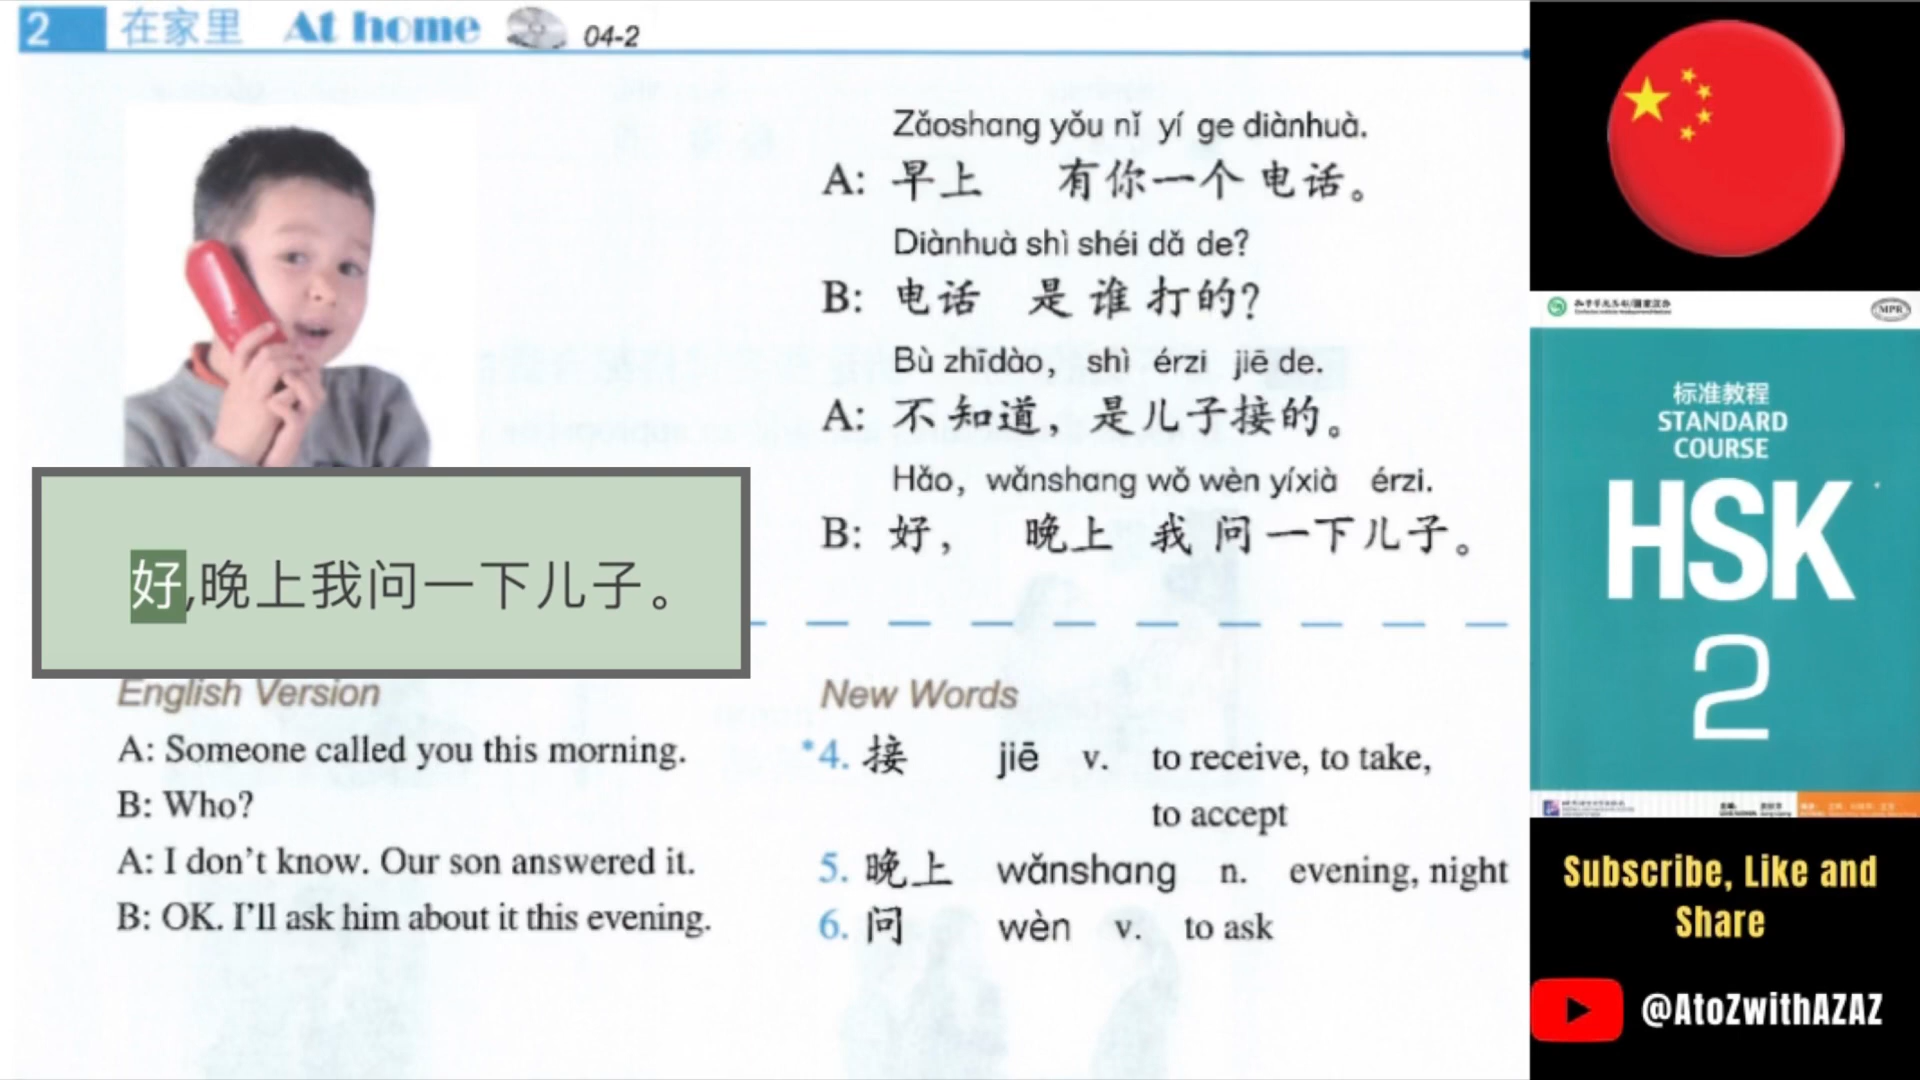 2 在家里 At home 04-2
Zǎoshang yǒu nǐ yí ge diànhuà.
A: 早上 有你一个电话。
Diànhuà shì shéi dǎ de?
B: 电话 是谁打的?
Bù zhīdào, shì érzi jiē de.
A: 不知道，是儿子接的。
Hǎo, wǎnshang wǒ wèn yíxià érzi.
B: 好， 晚上 我问一下儿子。
好,晚上我问一下儿子。
English Version
A: Someone called you this morning.
B: Who?
A: I don't know. Our son answered it.
B: OK. I'll ask him about it this evening.
New Words
*4. 接 jiē v. to receive, to take,
to accept
5. 晚上 wǎnshang n. evening, night
6. 问 wèn v. to ask
MPR
标准教程
STANDARD
COURSE
HSK
2
Subscribe, Like and
Share
@AtoZwithAZAZ